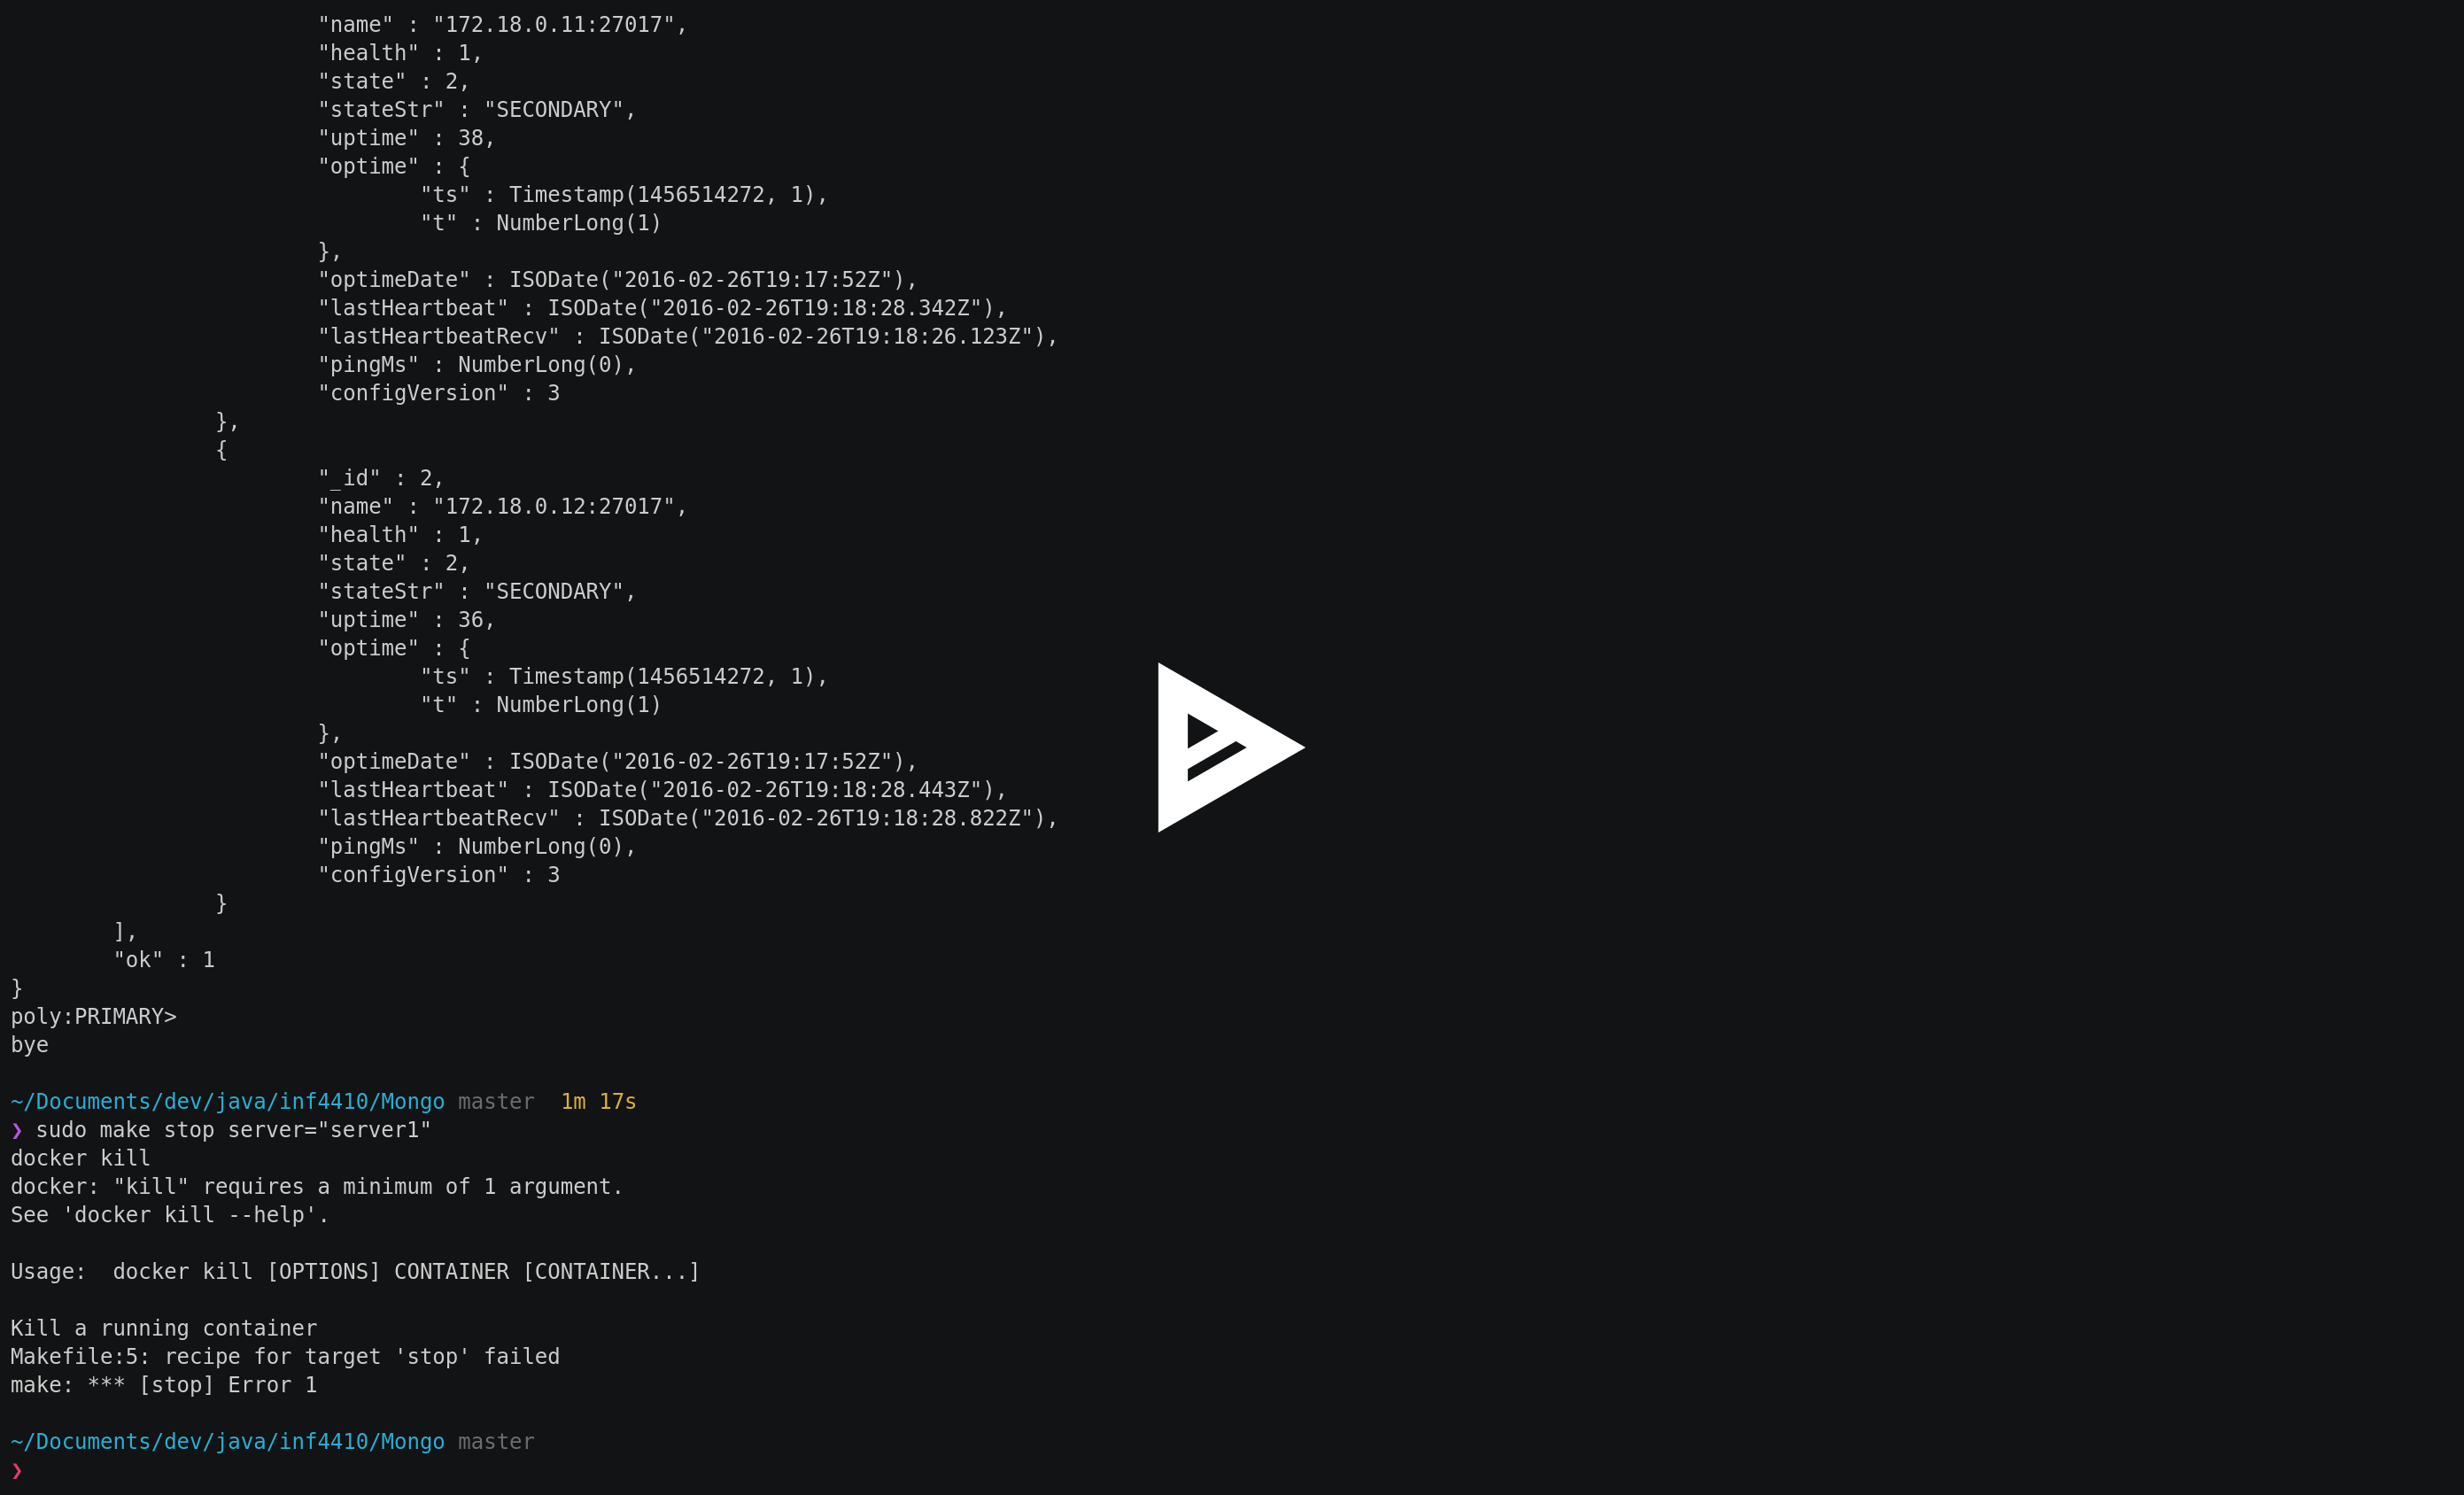 "name" : "172.18.0.11:27017",
"health" : 1,
"state" : 2,
"stateStr" : "SECONDARY",
"uptime" : 38,
"optime" : {
"ts" : Timestamp(1456514272, 1),
"t" : NumberLong(1)
},
"optimeDate" : ISODate("2016-02-26T19:17:52Z"),
"lastHeartbeat" : ISODate("2016-02-26T19:18:28.342Z"),
"lastHeartbeatRecv" : ISODate("2016-02-26T19:18:26.123Z"),
"pingMs" : NumberLong(0),
"configVersion" : 3
},
{
"_id" : 2,
"name" : "172.18.0.12:27017",
"health" : 1,
"state" : 2,
"stateStr" : "SECONDARY",
"uptime" : 36,
"optime" : {
"ts" : Timestamp(1456514272, 1),
"t" : NumberLong(1)
},
"optimeDate" : ISODate("2016-02-26T19:17:52Z"),
"lastHeartbeat" : ISODate("2016-02-26T19:18:28.443Z"),
"lastHeartbeatRecv" : ISODate("2016-02-26T19:18:28.822Z"),
"pingMs" : NumberLong(0),
"configVersion" : 3
}
],
"ok" : 1
}
poly:PRIMARY>
bye
~/Documents/dev/java/inf4410/Mongo master  1m 17s
❯ sudo make stop server="server1"
docker kill
docker: "kill" requires a minimum of 1 argument.
See 'docker kill --help'.
Usage:  docker kill [OPTIONS] CONTAINER [CONTAINER...]
Kill a running container
Makefile:5: recipe for target 'stop' failed
make: *** [stop] Error 1
~/Documents/dev/java/inf4410/Mongo master
❯